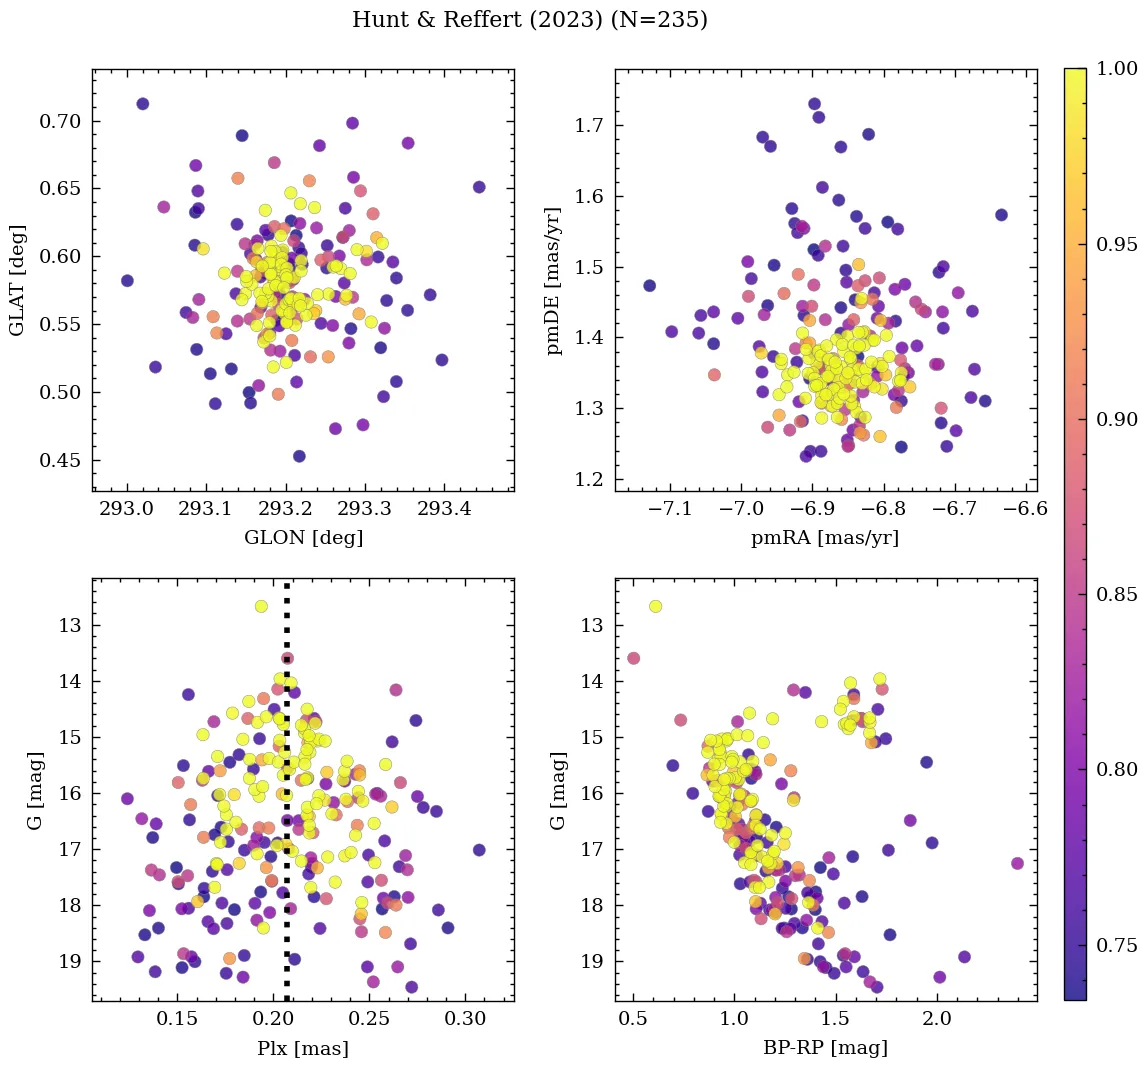 Hunt & Reffert (2023) (N=235)
0.70
0.65
0.60
0.55
0.50
0.45
GLAT [deg]
293.0 293.1 293.2 293.3 293.4
GLON [deg]
1.7
1.6
1.5
1.4
1.3
1.2
pmDE [mas/yr]
−7.1 −7.0 −6.9 −6.8 −6.7 −6.6
pmRA [mas/yr]
13
14
15
16
17
18
19
G [mag]
0.15 0.20 0.25 0.30
Plx [mas]
13
14
15
16
17
18
19
G [mag]
0.5 1.0 1.5 2.0
BP-RP [mag]
1.00
0.95
0.90
0.85
0.80
0.75